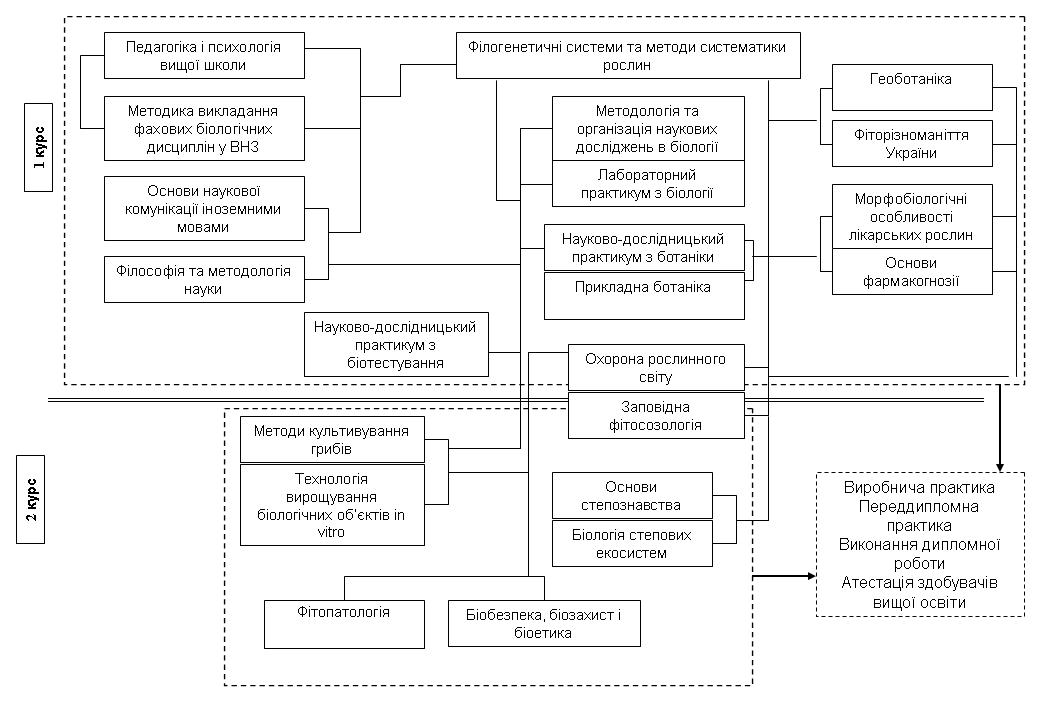 1 курс
Педагогіка і психологія
вищої школи
Методика викладання
фахових біологічних
дисциплін у ВНЗ
Основи наукової
комунікації іноземними
мовами
Філософія та методологія
науки
Науково-дослідницький
практикум з
біотестування
Філогенетичні системи та методи систематики
рослин
Методологія та
організація наукових
досліджень в біології
Лабораторний
практикум з біології
Науково-дослідницький
практикум з ботаніки
Прикладна ботаніка
Охорона рослинного
світу
Заповідна
фітосозологія
Геоботаніка
Фіторізноманіття
України
Морфобіологічні
особливості
лікарських рослин
Основи
фармакогнозії
2 курс
Методи культивування
грибів
Технологія
вирощування
біологічних об’єктів in
vitro
Основи
степознавства
Біологія степових
екосистем
Фітопатологія
Біобезпека, біозахист і
біоетика
Виробнича практика
Переддипломна
практика
Виконання дипломної
роботи
Атестація здобувачів
вищої освіти